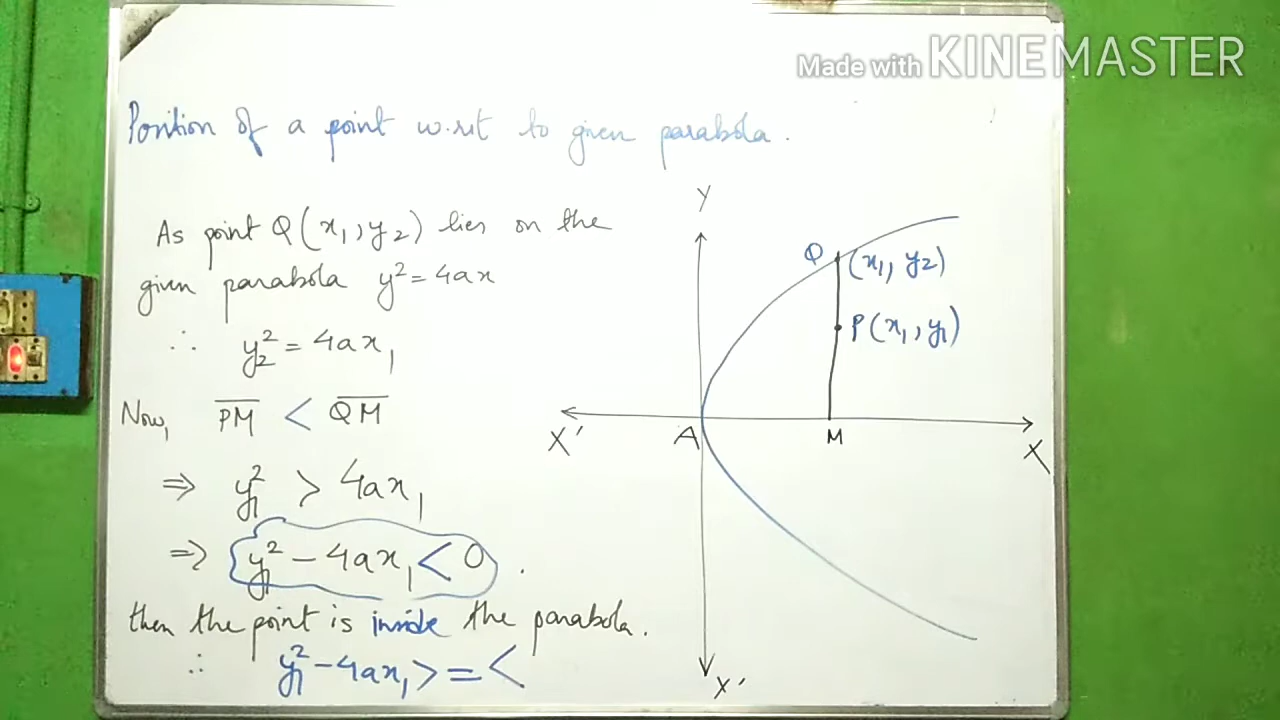 Made with KINEMASTER
Position of a point w.r.t to given parabola.
As point Q(x₁, y₂) lies on the
given parabola y² = 4ax
∴ y₂² = 4ax₁
Now, PM < QM
⇒ y₁² > 4ax₁
⇒ y₁² − 4ax₁ < 0 .
then the point is inside the parabola.
∴ y₁² − 4ax₁ > = <
Y
Q (x₁, y₂)
P(x₁, y₁)
X' A M X
X'